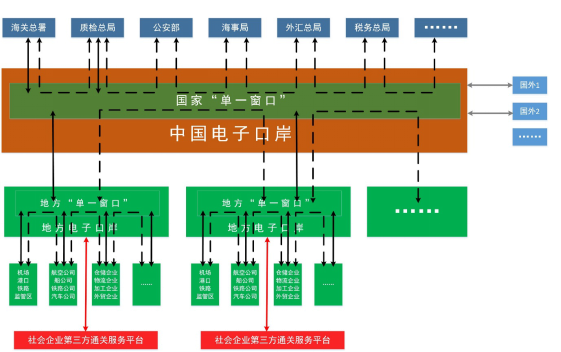 海关总署 质检总局 公安部 海事局 外汇总局 税务总局 ……
国家“单一窗口”
中国电子口岸
国外1
国外2
……
地方“单一窗口” 地方“单一窗口” ……
地方电子口岸 地方电子口岸
机场
港口
铁路
监管区
航空公司
船公司
铁路公司
汽车公司
仓储企业
物流企业
加工企业
外贸企业
……
机场
港口
铁路
监管区
航空公司
船公司
铁路公司
汽车公司
仓储企业
物流企业
加工企业
外贸企业
……
社会企业第三方通关服务平台 社会企业第三方通关服务平台